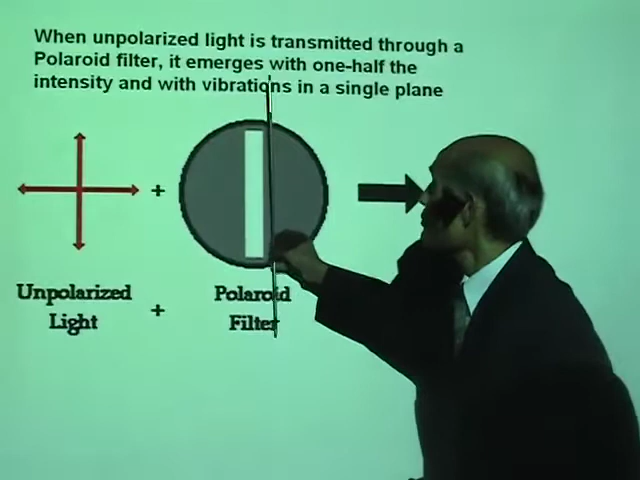 When unpolarized light is transmitted through a
Polaroid filter, it emerges with one-half the
intensity and with vibrations in a single plane
+
Unpolarized + Polaroid
Light Filter